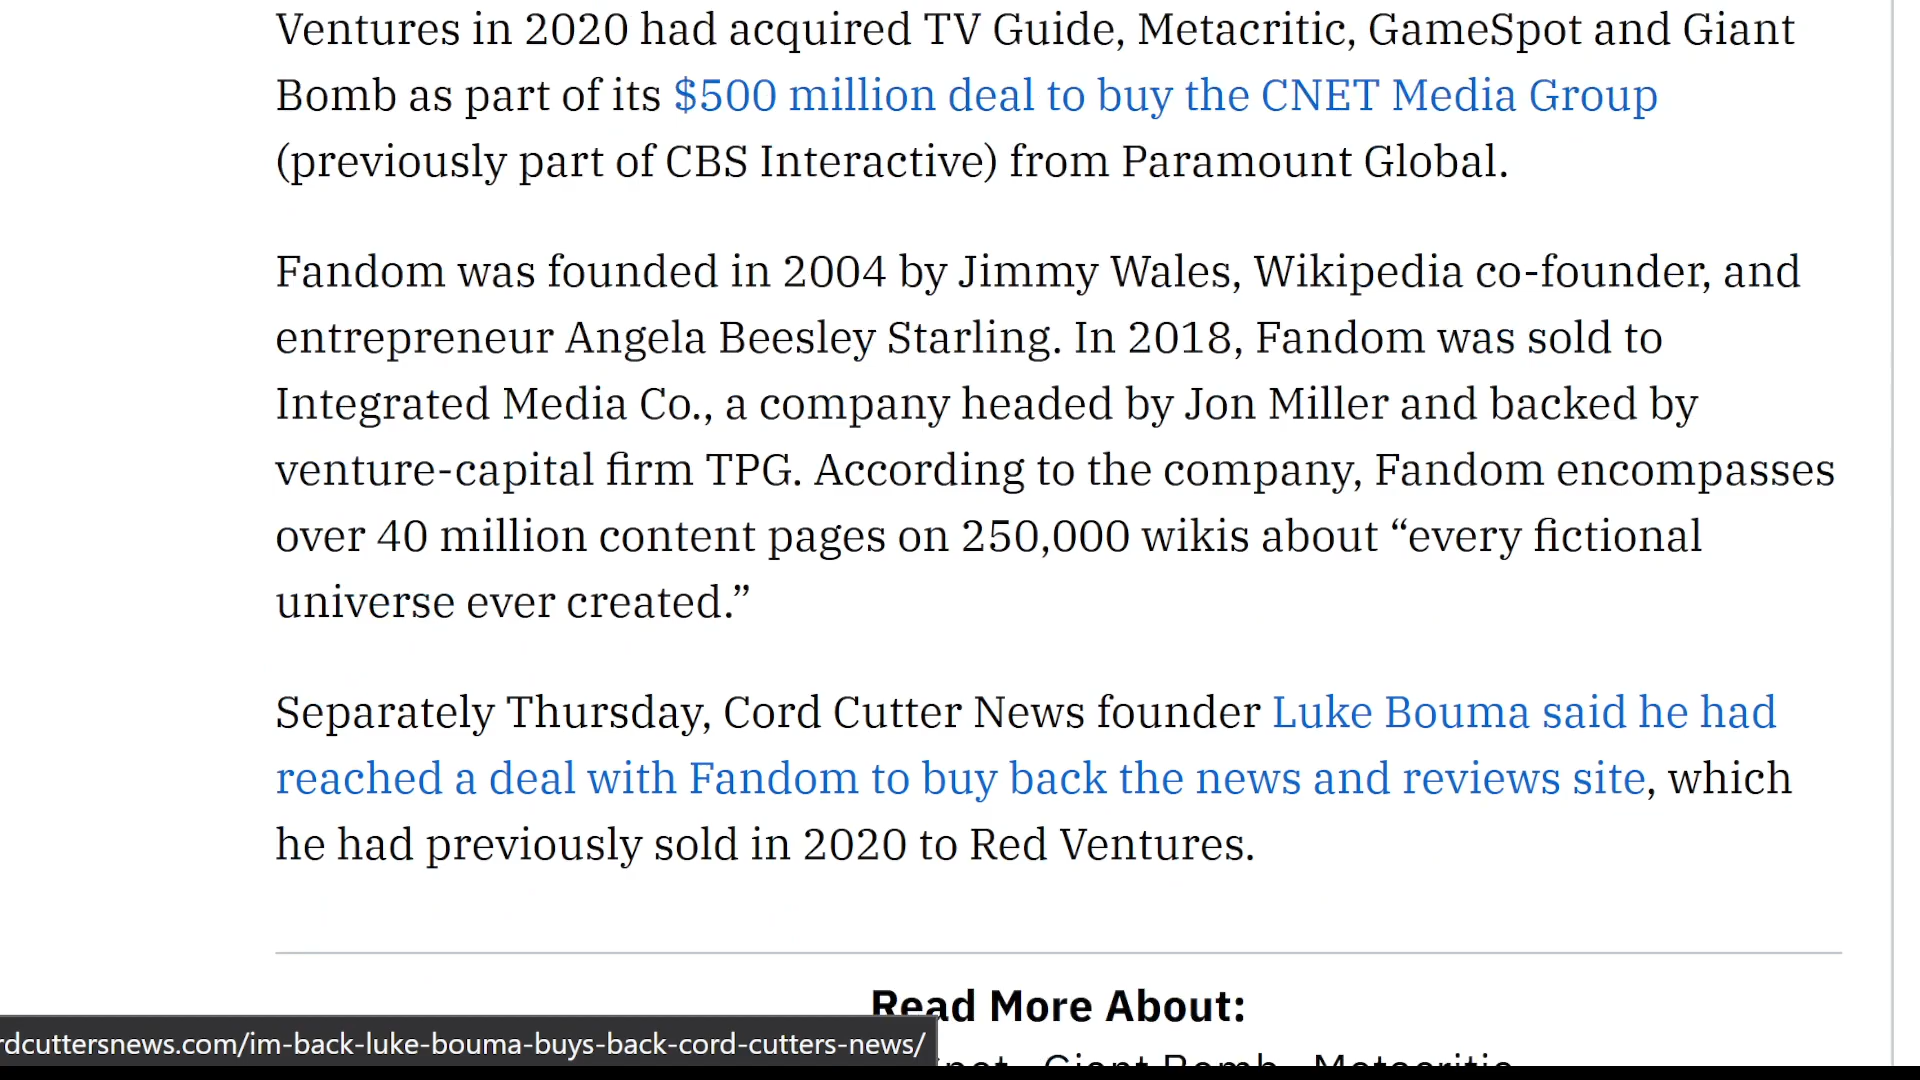 Ventures in 2020 had acquired TV Guide, Metacritic, GameSpot and Giant
Bomb as part of its $500 million deal to buy the CNET Media Group
(previously part of CBS Interactive) from Paramount Global.
Fandom was founded in 2004 by Jimmy Wales, Wikipedia co-founder, and
entrepreneur Angela Beesley Starling. In 2018, Fandom was sold to
Integrated Media Co., a company headed by Jon Miller and backed by
venture-capital firm TPG. According to the company, Fandom encompasses
over 40 million content pages on 250,000 wikis about “every fictional
universe ever created.”
Separately Thursday, Cord Cutter News founder Luke Bouma said he had
reached a deal with Fandom to buy back the news and reviews site, which
he had previously sold in 2020 to Red Ventures.
Read More About:
rdcuttersnews.com/im-back-luke-bouma-buys-back-cord-cutters-news/
Giant Bomb, Metacritic